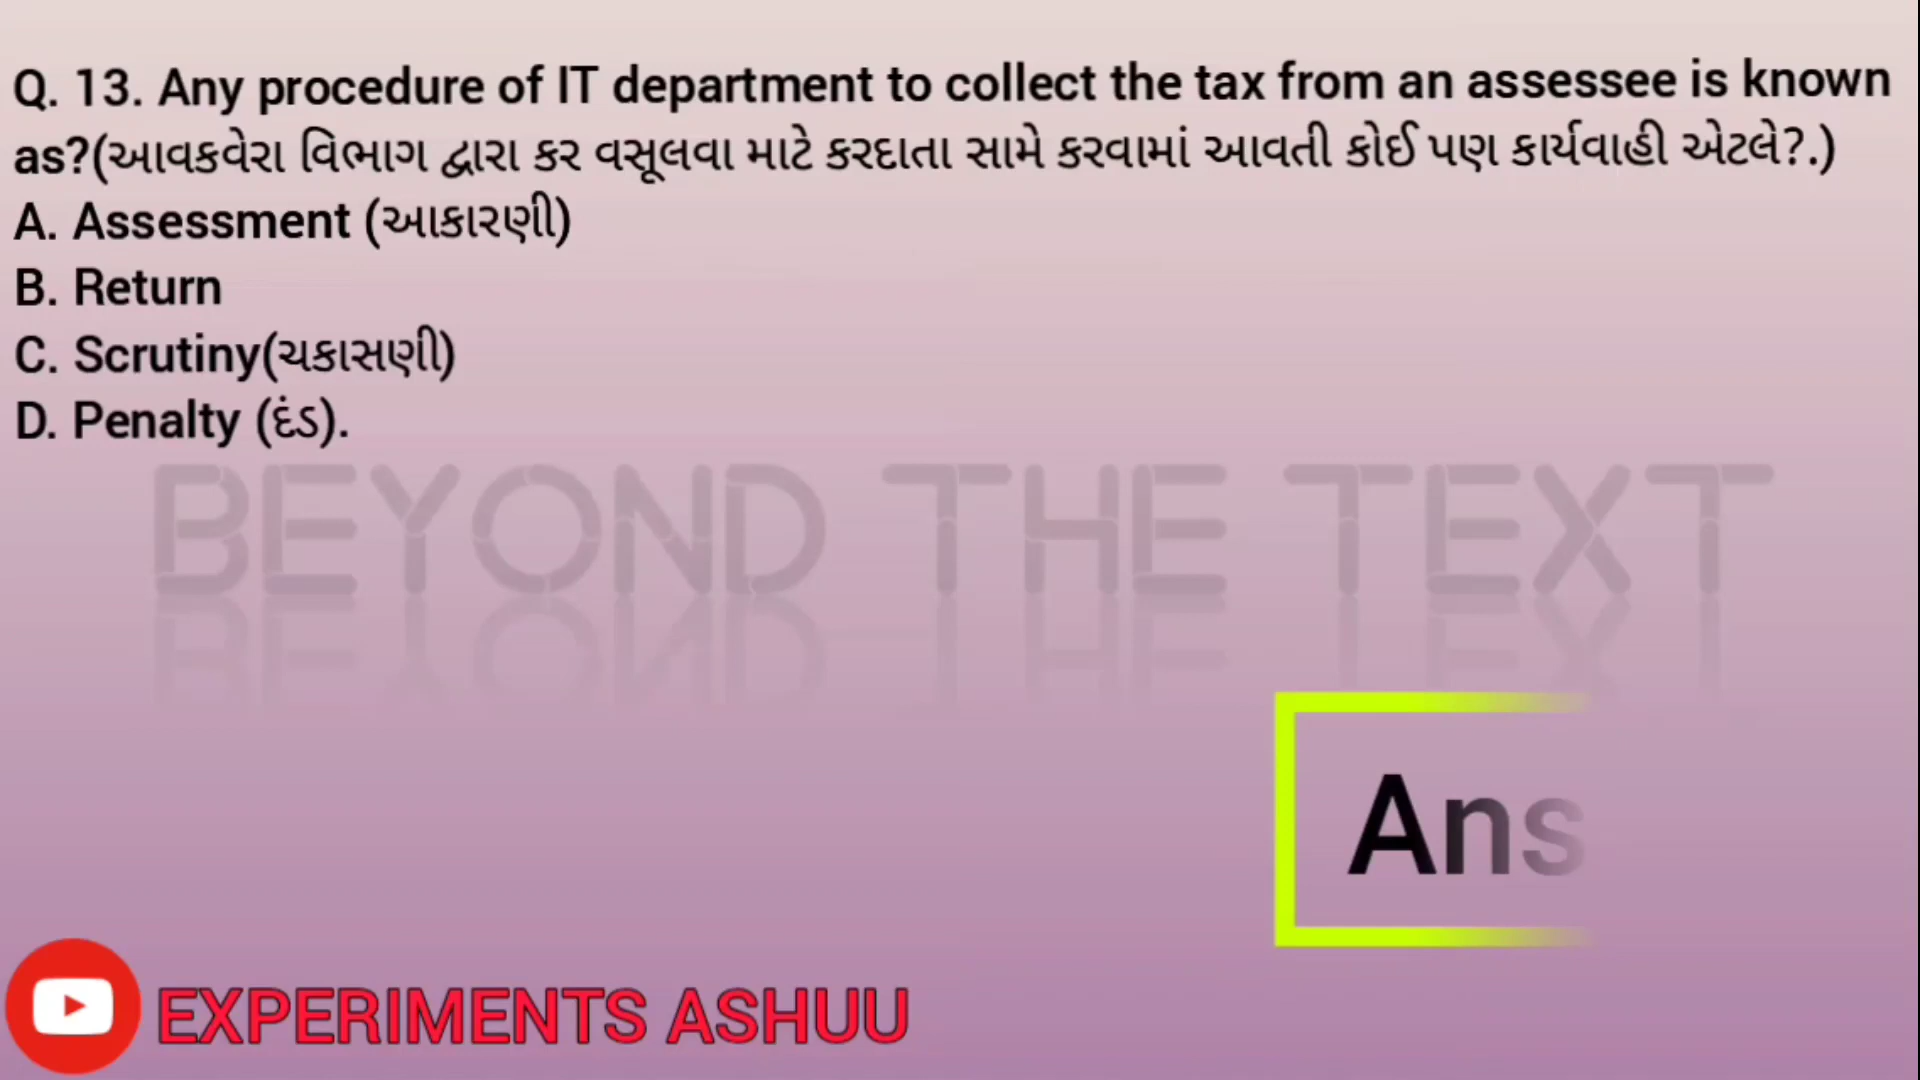 Q. 13. Any procedure of IT department to collect the tax from an assessee is known
as?(આવકવેરા વિભાગ દ્વારા કર વસૂલવા માટે કરદાતા સામે કરવામાં આવતી કોઈ પણ કાર્યવાહી એટલે?.)
A. Assessment (આકારણી)
B. Return
C. Scrutiny(ચકાસણી)
D. Penalty (દંડ).
BEYOND THE TEXT
Ans
EXPERIMENTS ASHUU